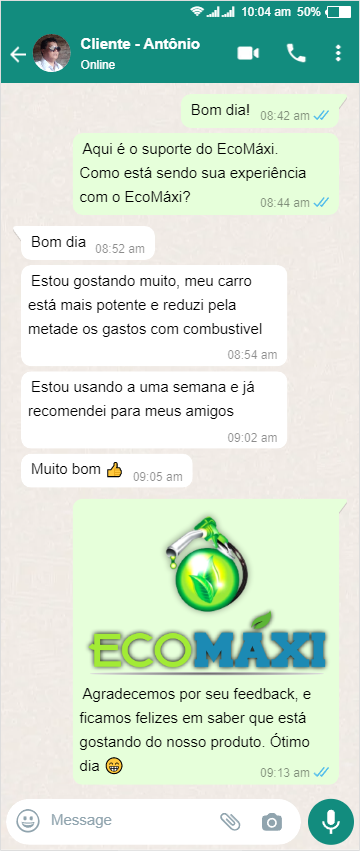 10:04 am 50%
Cliente - Antônio
Online
Bom dia! 08:42 am
Aqui é o suporte do EcoMáxi.
Como está sendo sua experiência
com o EcoMáxi?
08:44 am
Bom dia 08:52 am
Estou gostando muito, meu carro
está mais potente e reduzi pela
metade os gastos com combustivel
08:54 am
Estou usando a uma semana e já
recomendei para meus amigos
09:02 am
Muito bom 👍 09:05 am
ECOMÁXI
Agradecemos por seu feedback, e
ficamos felizes em saber que está
gostando do nosso produto. Ótimo
dia 😁
09:13 am
Message